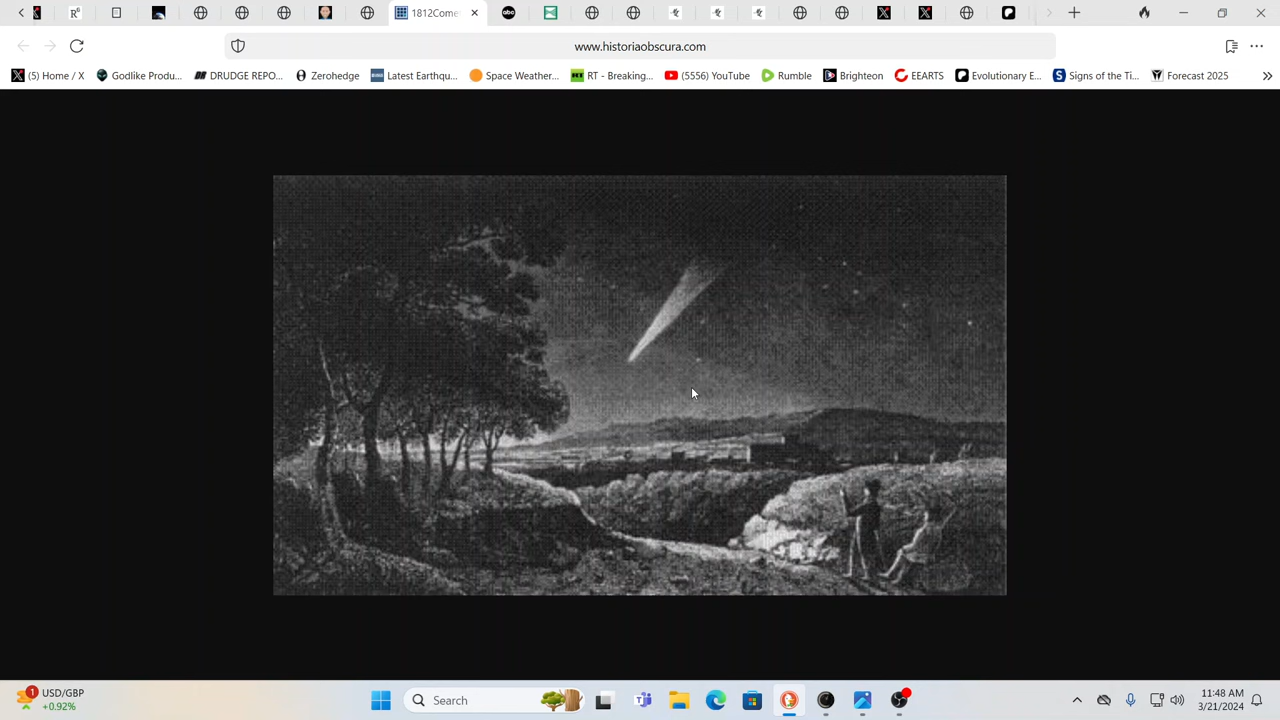 1812Come
www.historiaobscura.com
(5) Home / X
Godlike Produ...
DRUDGE REPO...
Zerohedge
Latest Earthqu...
Space Weather...
RT - Breaking...
(5556) YouTube
Rumble
Brighteon
EEARTS
Evolutionary E...
Signs of the Ti...
Forecast 2025
1
USD/GBP
+0.92%
Search
11:48 AM
3/21/2024